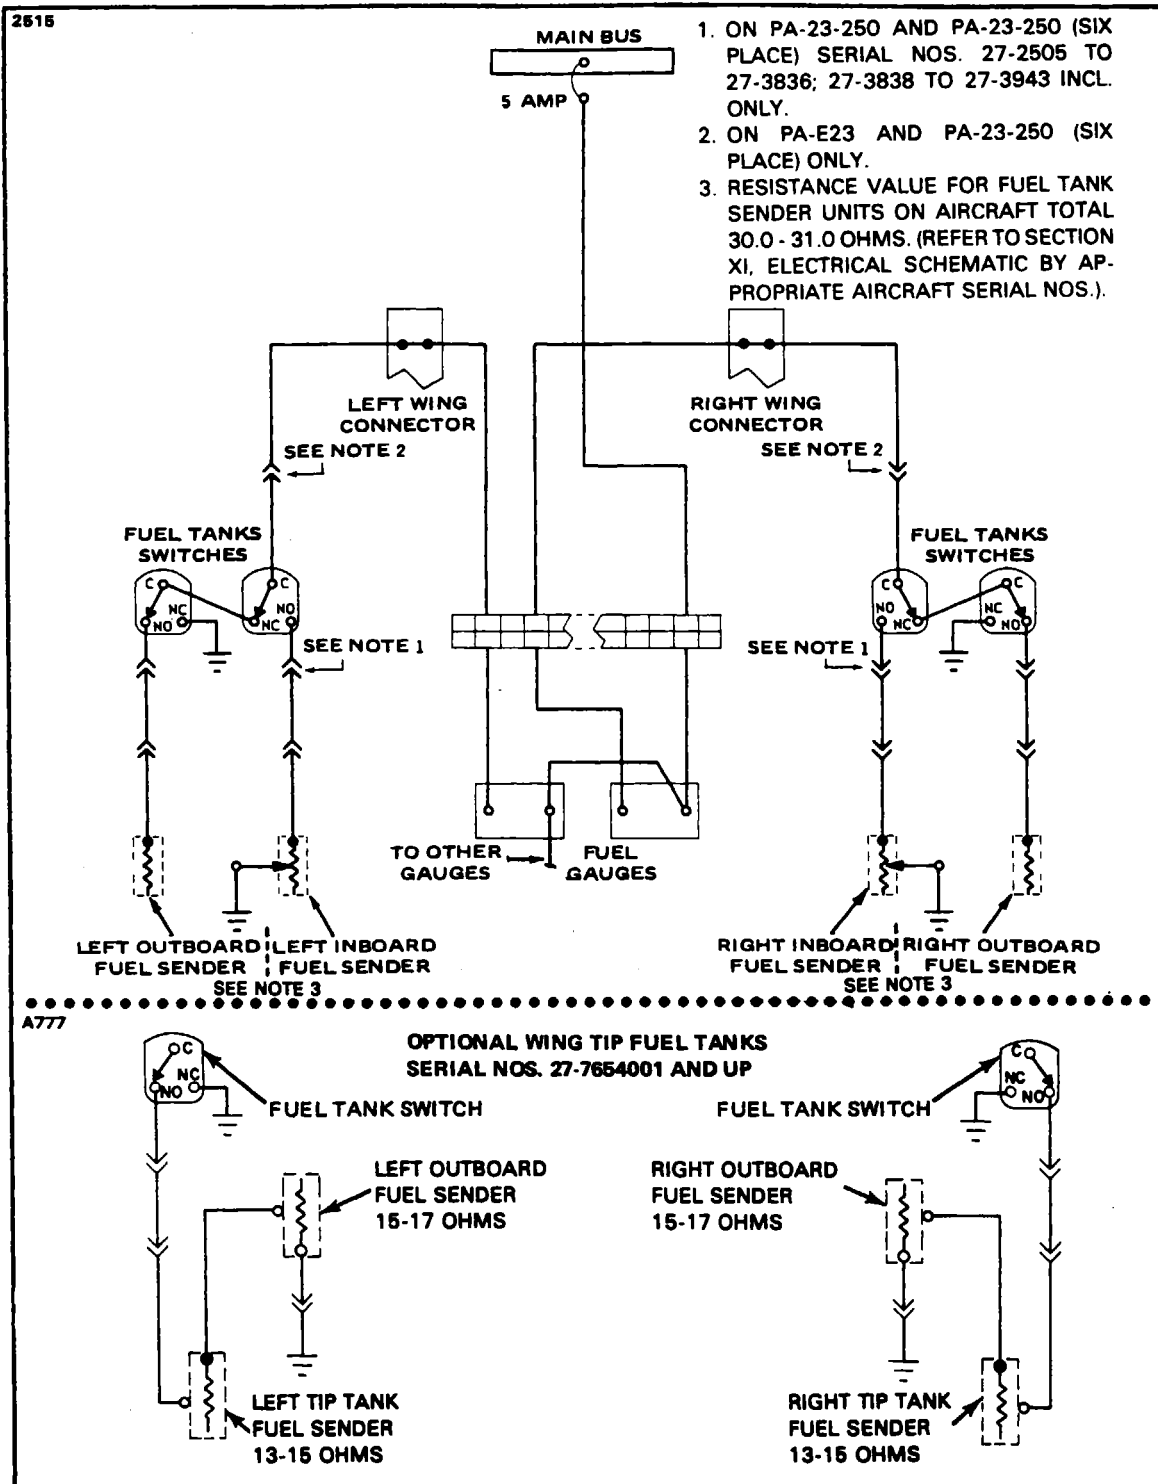 2515
MAIN BUS
5 AMP
1. ON PA-23-250 AND PA-23-250 (SIX
PLACE) SERIAL NOS. 27-2505 TO
27-3836; 27-3838 TO 27-3943 INCL.
ONLY.
2. ON PA-E23 AND PA-23-250 (SIX
PLACE) ONLY.
3. RESISTANCE VALUE FOR FUEL TANK
SENDER UNITS ON AIRCRAFT TOTAL
30.0 - 31.0 OHMS. (REFER TO SECTION
XI, ELECTRICAL SCHEMATIC BY AP-
PROPRIATE AIRCRAFT SERIAL NOS.).
LEFT WING
CONNECTOR
RIGHT WING
CONNECTOR
SEE NOTE 2
SEE NOTE 2
FUEL TANKS
SWITCHES
FUEL TANKS
SWITCHES
C
NC
NO
C
NO
NC
C
NO
NC
C
NC
NO
SEE NOTE 1
SEE NOTE 1
TO OTHER
GAUGES
FUEL
GAUGES
LEFT OUTBOARD
FUEL SENDER
LEFT INBOARD
FUEL SENDER
SEE NOTE 3
RIGHT INBOARD
FUEL SENDER
RIGHT OUTBOARD
FUEL SENDER
SEE NOTE 3
A777
OPTIONAL WING TIP FUEL TANKS
SERIAL NOS. 27-7654001 AND UP
C
NC
NO
FUEL TANK SWITCH
C
NC
NO
FUEL TANK SWITCH
LEFT OUTBOARD
FUEL SENDER
15-17 OHMS
RIGHT OUTBOARD
FUEL SENDER
15-17 OHMS
LEFT TIP TANK
FUEL SENDER
13-15 OHMS
RIGHT TIP TANK
FUEL SENDER
13-15 OHMS